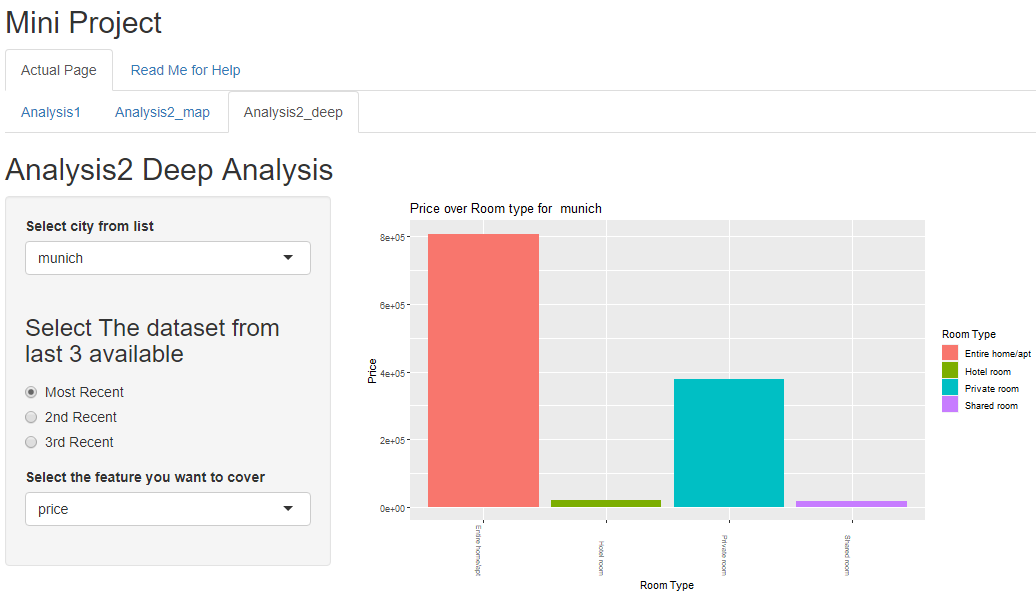 Mini Project
Actual Page
Read Me for Help
Analysis1
Analysis2_map
Analysis2_deep
Analysis2 Deep Analysis
Select city from list
munich
Select The dataset from
last 3 available
Most Recent
2nd Recent
3rd Recent
Select the feature you want to cover
price
Price over Room type for  munich
Price
8e+05
6e+05
4e+05
2e+05
0e+00
Entire home/apt
Hotel room
Private room
Shared room
Room Type
Room Type
Entire home/apt
Hotel room
Private room
Shared room